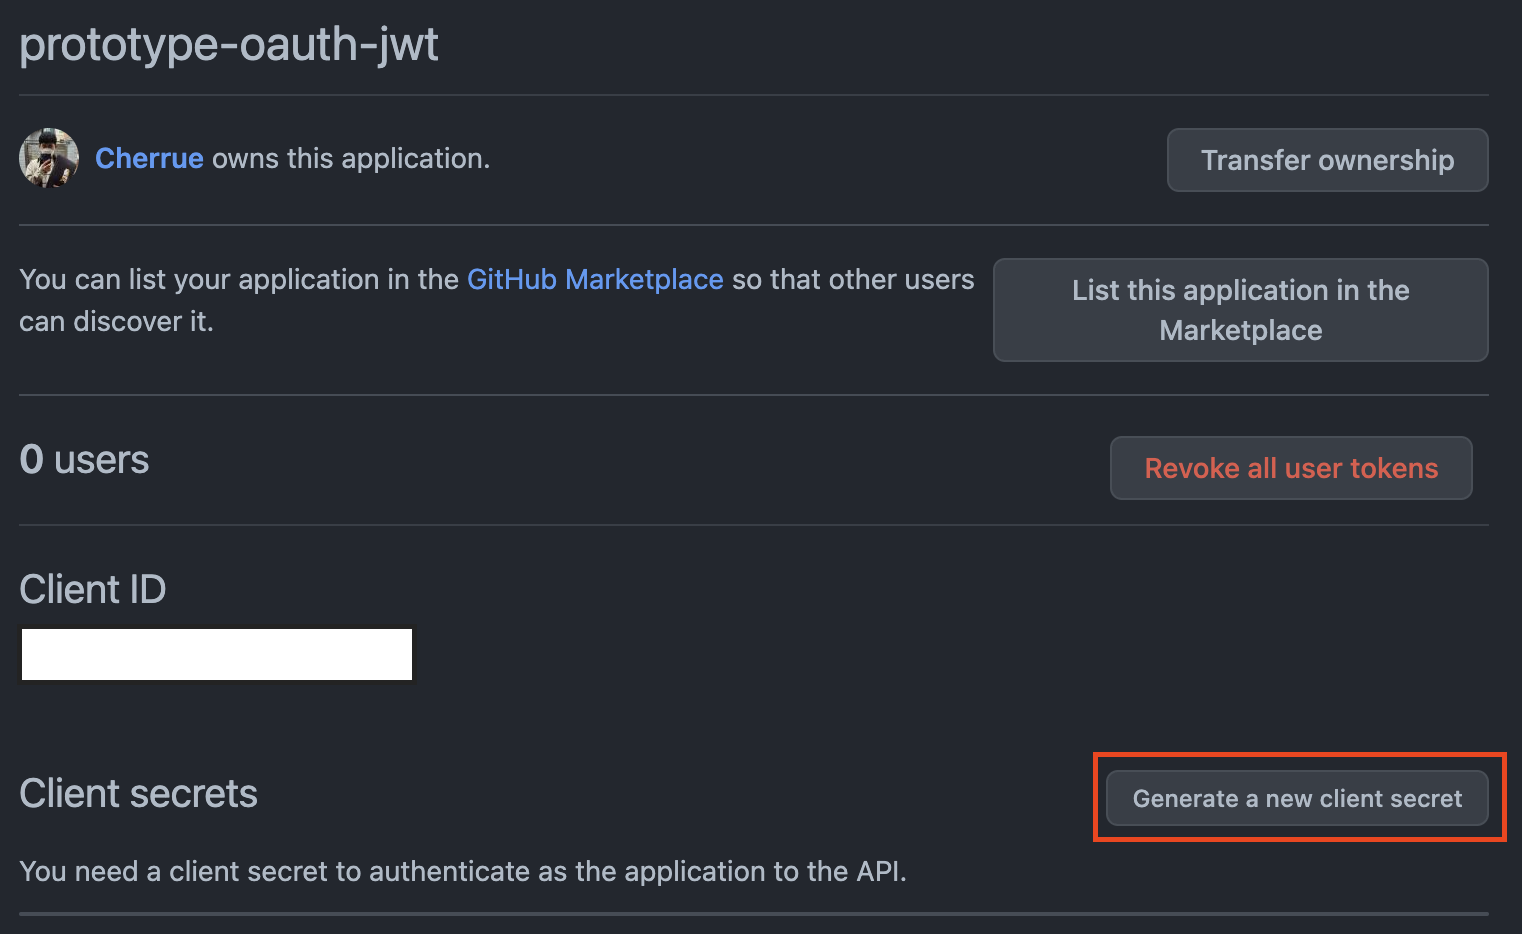 prototype-oauth-jwt
Cherrue owns this application.
Transfer ownership
You can list your application in the GitHub Marketplace so that other users
can discover it.
List this application in the
Marketplace
0 users
Revoke all user tokens
Client ID
Client secrets
Generate a new client secret
You need a client secret to authenticate as the application to the API.